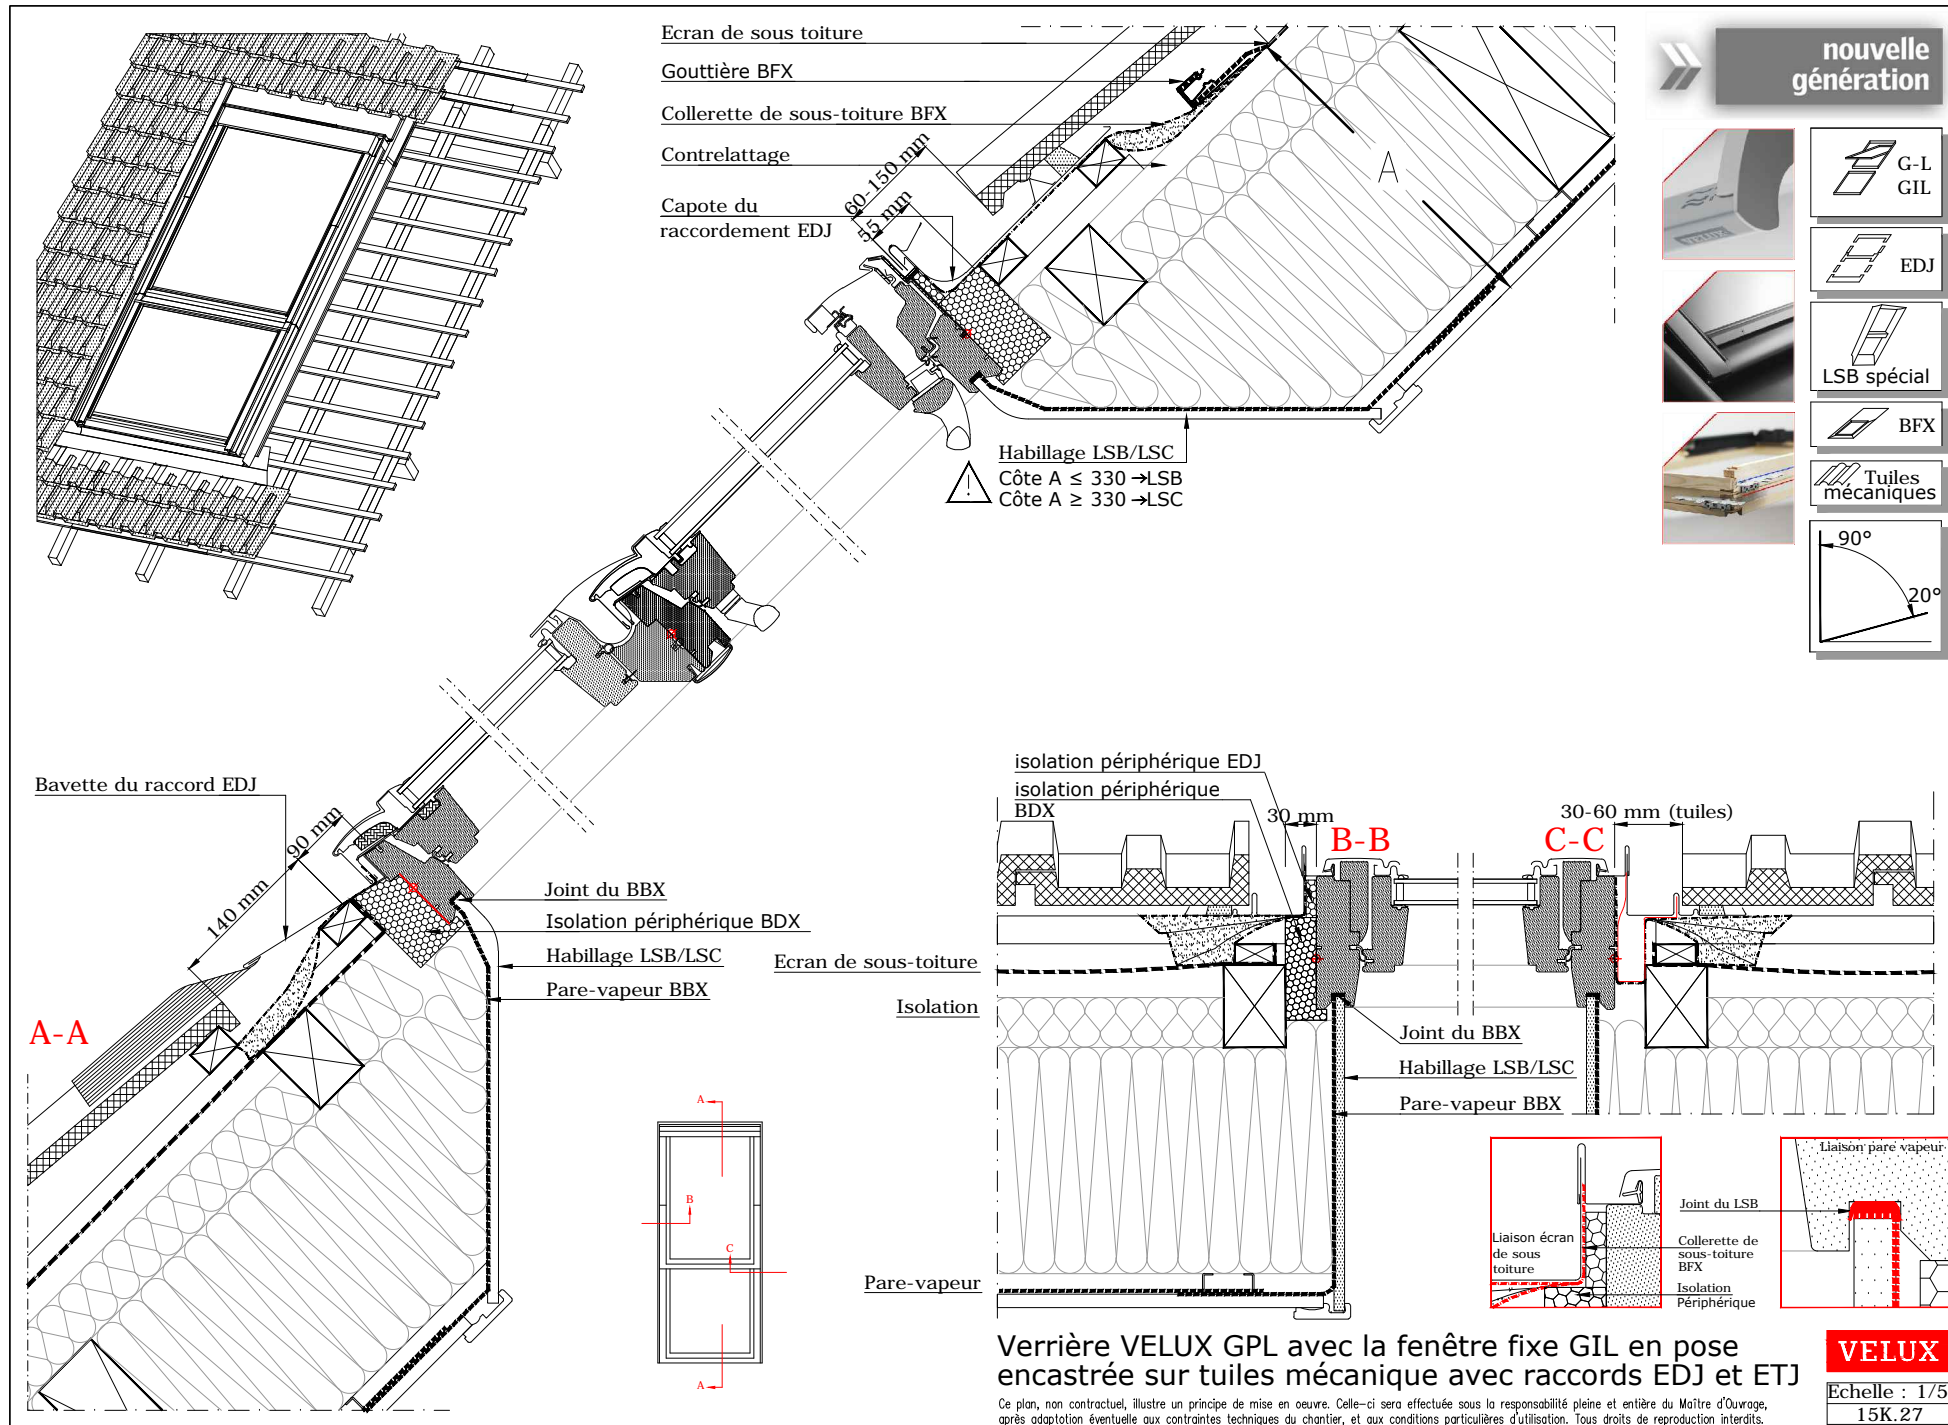 Ecran de sous toiture
Gouttière BFX
Collerette de sous-toiture BFX
Contrelattage
Capote du
raccordement EDJ
60-150 mm
55 mm
A
Habillage LSB/LSC
Côte A ≤ 330 →LSB
Côte A ≥ 330 →LSC
nouvelle
génération
G-L
GIL
EDJ
LSB spécial
BFX
Tuiles
mécaniques
90°
20°
Bavette du raccord EDJ
90 mm
140 mm
A-A
Joint du BBX
Isolation périphérique BDX
Habillage LSB/LSC
Pare-vapeur BBX
A
B
C
A
isolation périphérique EDJ
isolation périphérique
BDX
30 mm
B-B
C-C
30-60 mm (tuiles)
Ecran de sous-toiture
Isolation
Joint du BBX
Habillage LSB/LSC
Pare-vapeur BBX
Pare-vapeur
Liaison écran
de sous
toiture
Joint du LSB
Collerette de
sous-toiture
BFX
Isolation
Périphérique
Liaison pare vapeur
Verrière VELUX GPL avec la fenêtre fixe GIL en pose
encastrée sur tuiles mécanique avec raccords EDJ et ETJ
Ce plan, non contractuel, illustre un principe de mise en oeuvre. Celle-ci sera effectuée sous la responsabilité pleine et entière du Maître d'Ouvrage,
après adaptation éventuelle aux contraintes techniques du chantier, et aux conditions particulières d'utilisation. Tous droits de reproduction interdits.
VELUX
Echelle : 1/5
15K.27